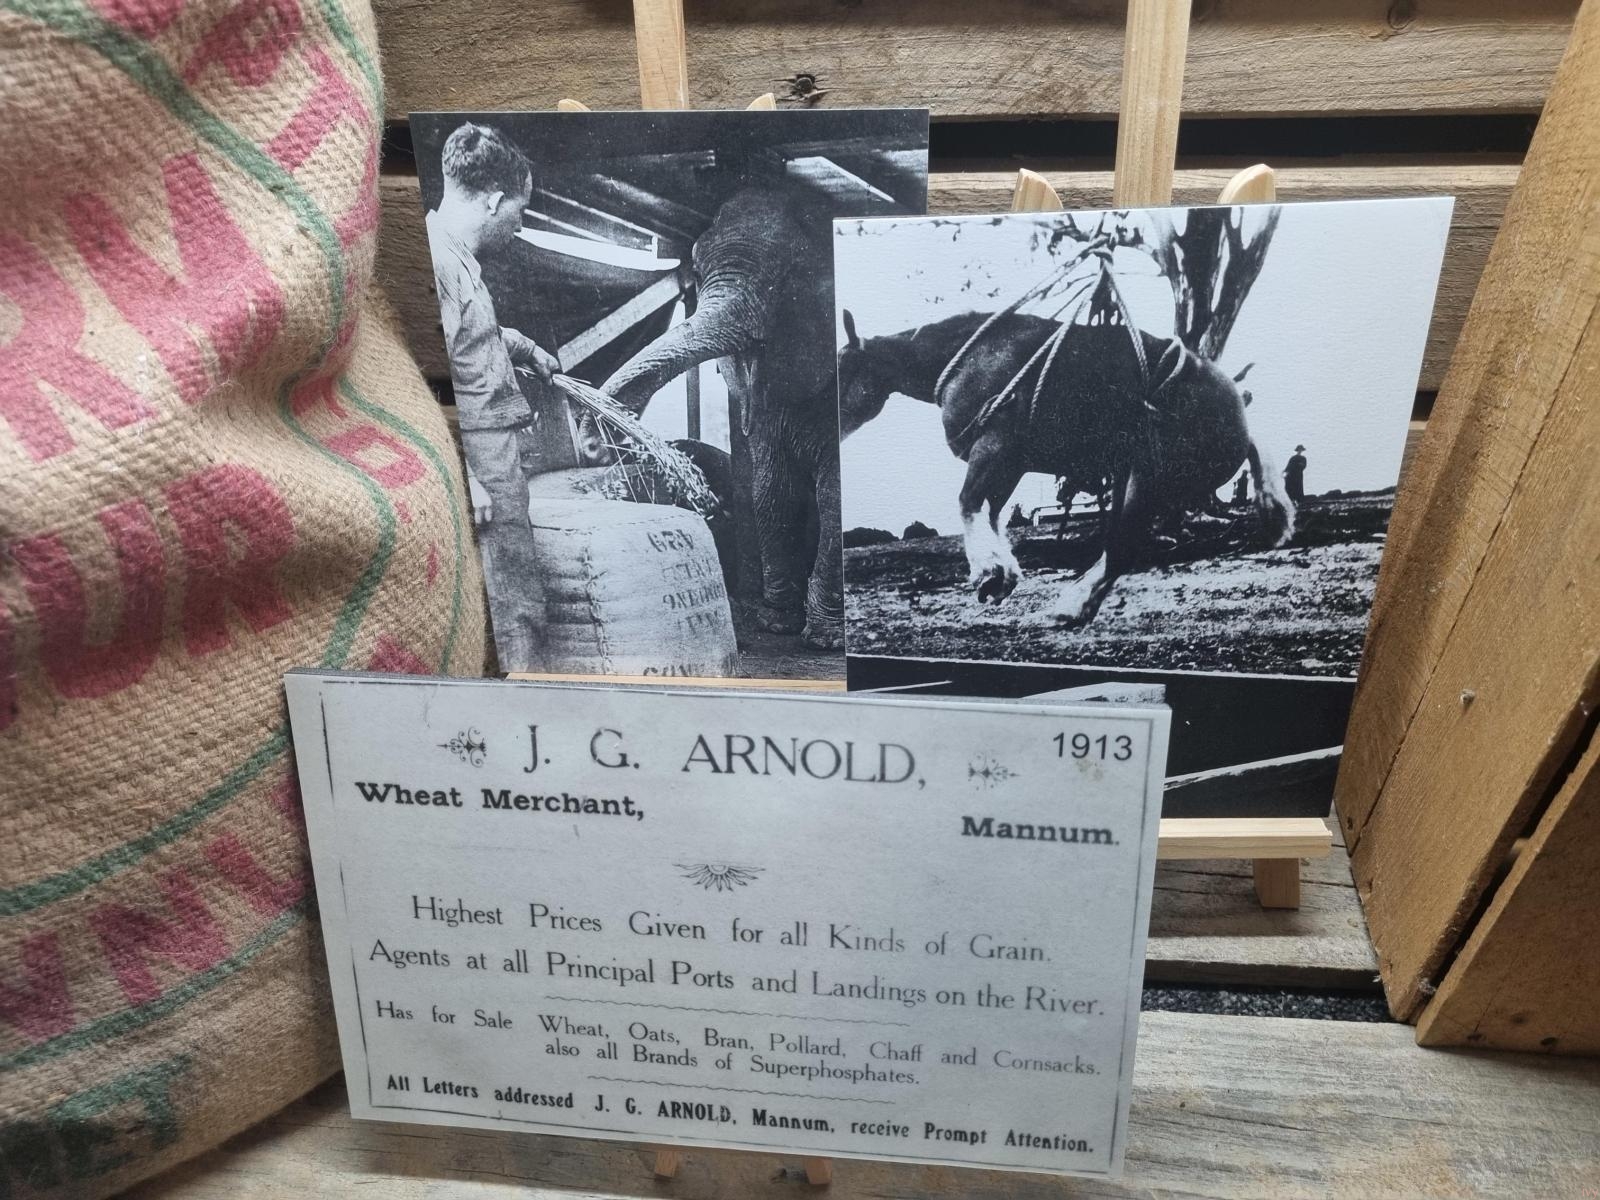 J. G. ARNOLD,
1913
Wheat Merchant,
Mannum.
Highest Prices Given for all Kinds of Grain.
Agents at all Principal Ports and Landings on the River.
Has for Sale Wheat, Oats, Bran, Pollard, Chaff and Cornsacks.
also all Brands of Superphosphates.
All Letters addressed J. G. ARNOLD, Mannum, receive Prompt Attention.